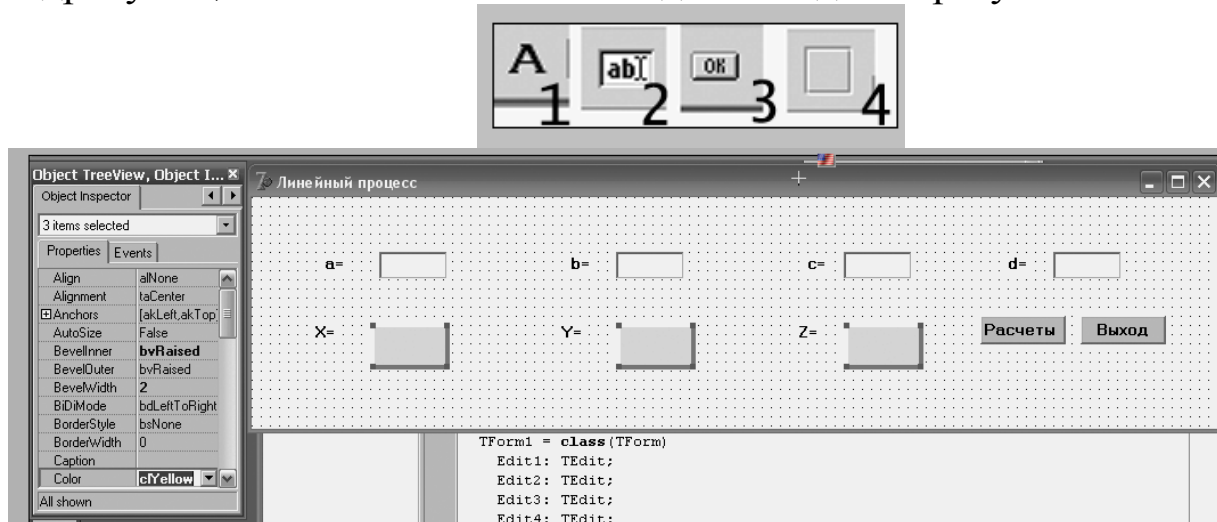 A 1 ab 2 OK 3 4
Object TreeView, Object I...
Object Inspector
3 items selected
Properties Events
Align alNone
Alignment taCenter
Anchors [akLeft,akTop]
AutoSize False
BevelInner bvRaised
BevelOuter bvRaised
BevelWidth 2
BiDiMode bdLeftToRight
BorderStyle bsNone
BorderWidth 0
Caption
Color clYellow
All shown
7 Линейный процесс
a= b= c= d=
X= Y= Z= Расчеты Выход
TForm1 = class(TForm)
Edit1: TEdit;
Edit2: TEdit;
Edit3: TEdit;
Edit4: TEdit;